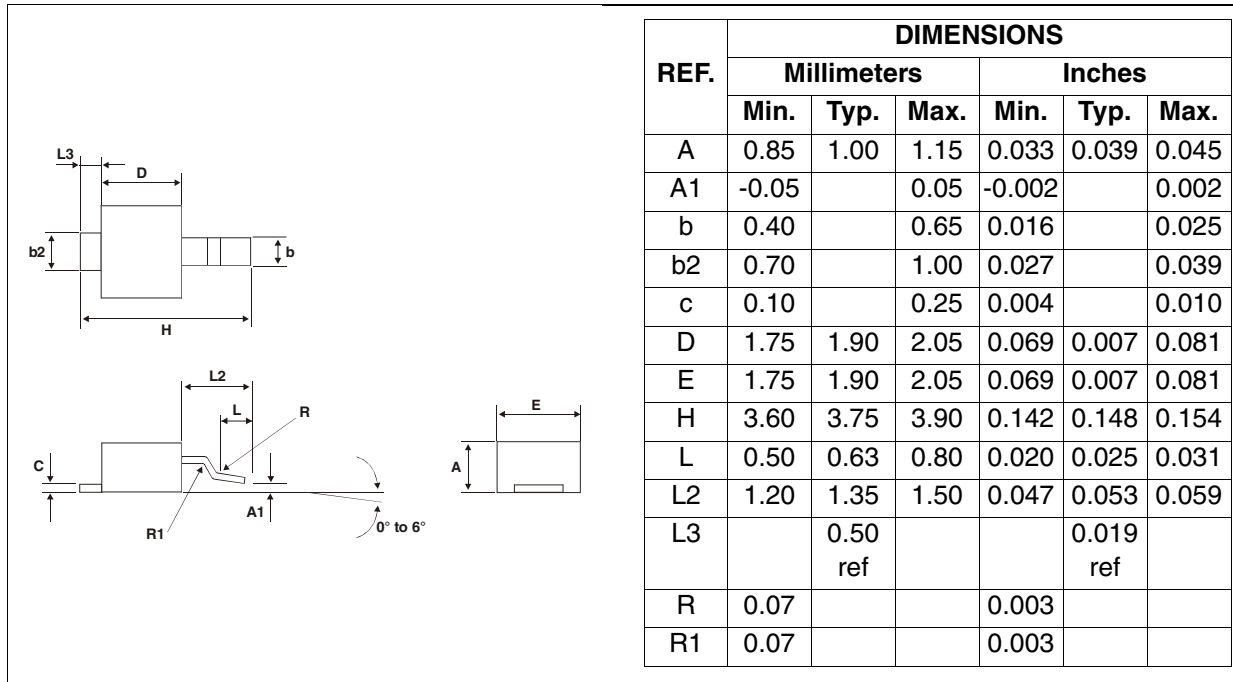 L3
D
b2
b
H
L2
L
R
C
A1
R1
0° to 6°
E
A
DIMENSIONS
REF. Millimeters Inches
Min. Typ. Max. Min. Typ. Max.
A 0.85 1.00 1.15 0.033 0.039 0.045
A1 -0.05 0.05 -0.002 0.002
b 0.40 0.65 0.016 0.025
b2 0.70 1.00 0.027 0.039
c 0.10 0.25 0.004 0.010
D 1.75 1.90 2.05 0.069 0.007 0.081
E 1.75 1.90 2.05 0.069 0.007 0.081
H 3.60 3.75 3.90 0.142 0.148 0.154
L 0.50 0.63 0.80 0.020 0.025 0.031
L2 1.20 1.35 1.50 0.047 0.053 0.059
L3 0.50 0.019
ref ref
R 0.07 0.003
R1 0.07 0.003